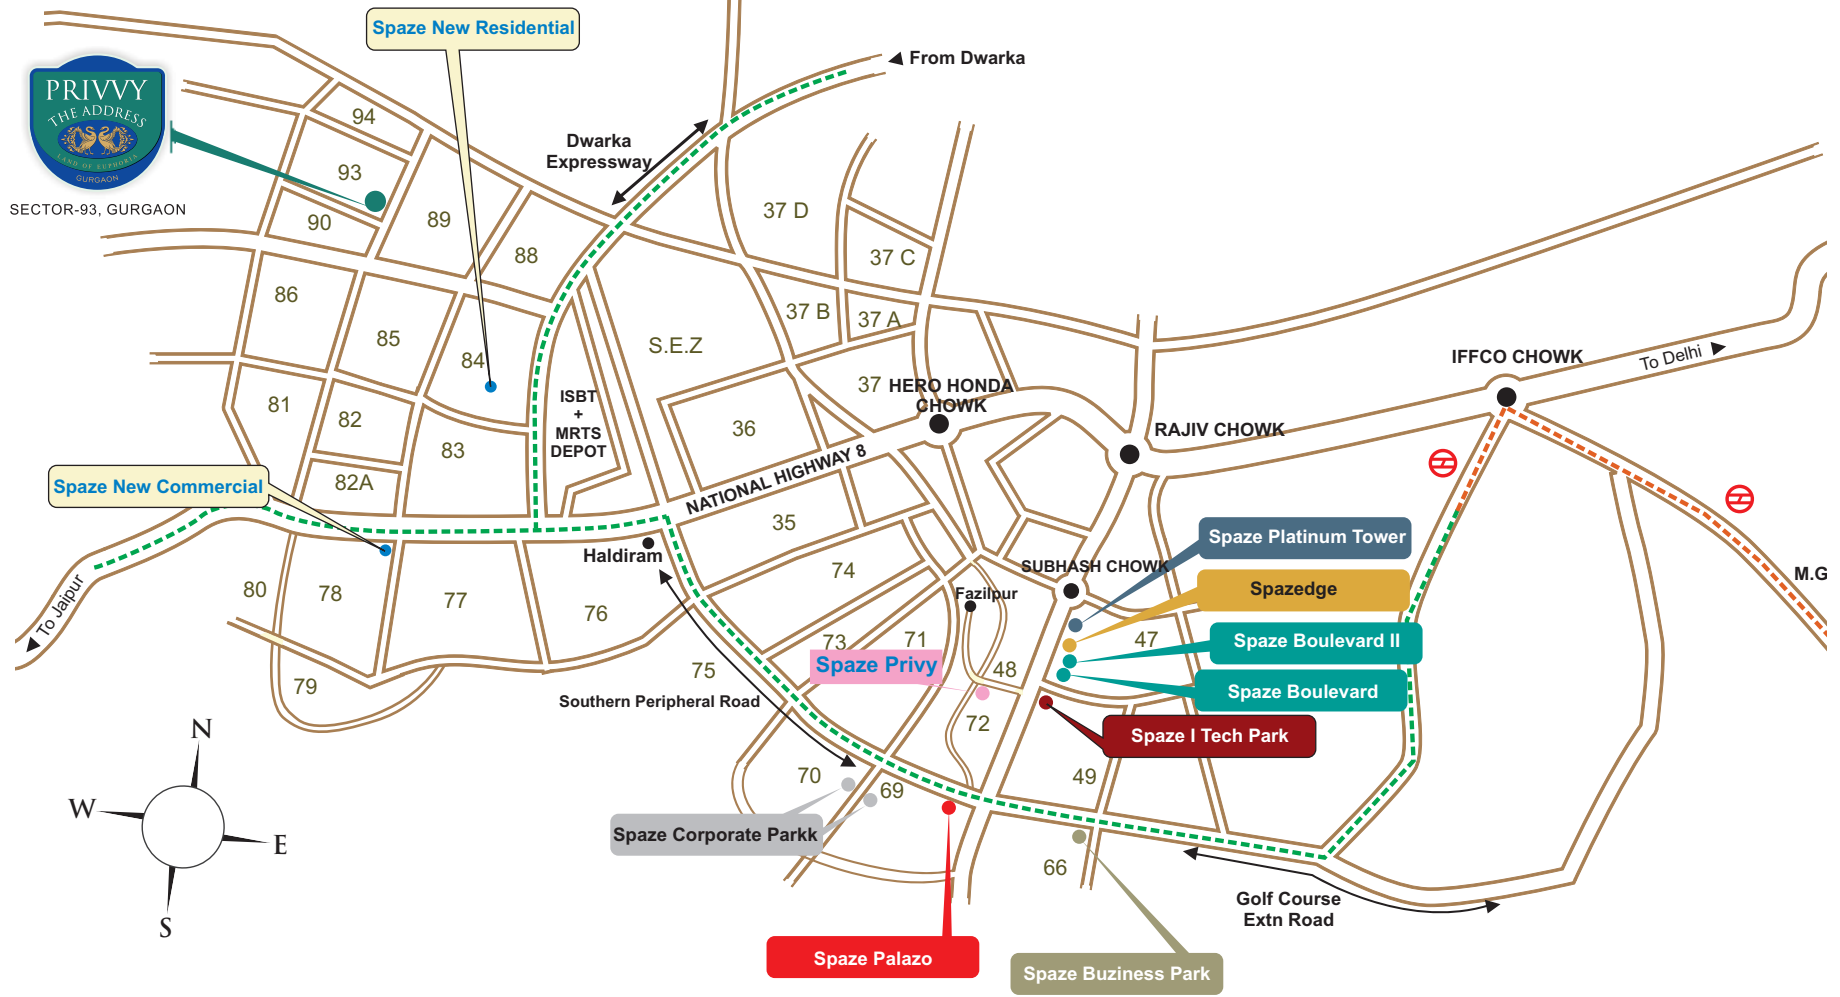 Spaze New Residential
From Dwarka
PRIVVY
THE ADDRESS
LAND OF EUPHORIA
GURGAON
SECTOR-93, GURGAON
Dwarka
Expressway
94
93
90
89
88
37 D
37 C
37 B
37 A
37
86
85
84
S.E.Z
81
82
82A
83
ISBT
+
MRTS
DEPOT
36
HERO HONDA
CHOWK
RAJIV CHOWK
IFFCO CHOWK
To Delhi
NATIONAL HIGHWAY 8
Spaze New Commercial
35
Haldiram
SUBHASH CHOWK
Spaze Platinum Tower
Spazedge
Spaze Boulevard II
Spaze Boulevard
Spaze I Tech Park
M.G
To Jaipur
80
78
77
76
74
Fazilpur
73
71
47
48
Spaze Privy
79
75
Southern Peripheral Road
72
70
69
49
66
Spaze Corporate Parkk
Golf Course
Extn Road
Spaze Palazo
Spaze Buziness Park
N
W
E
S